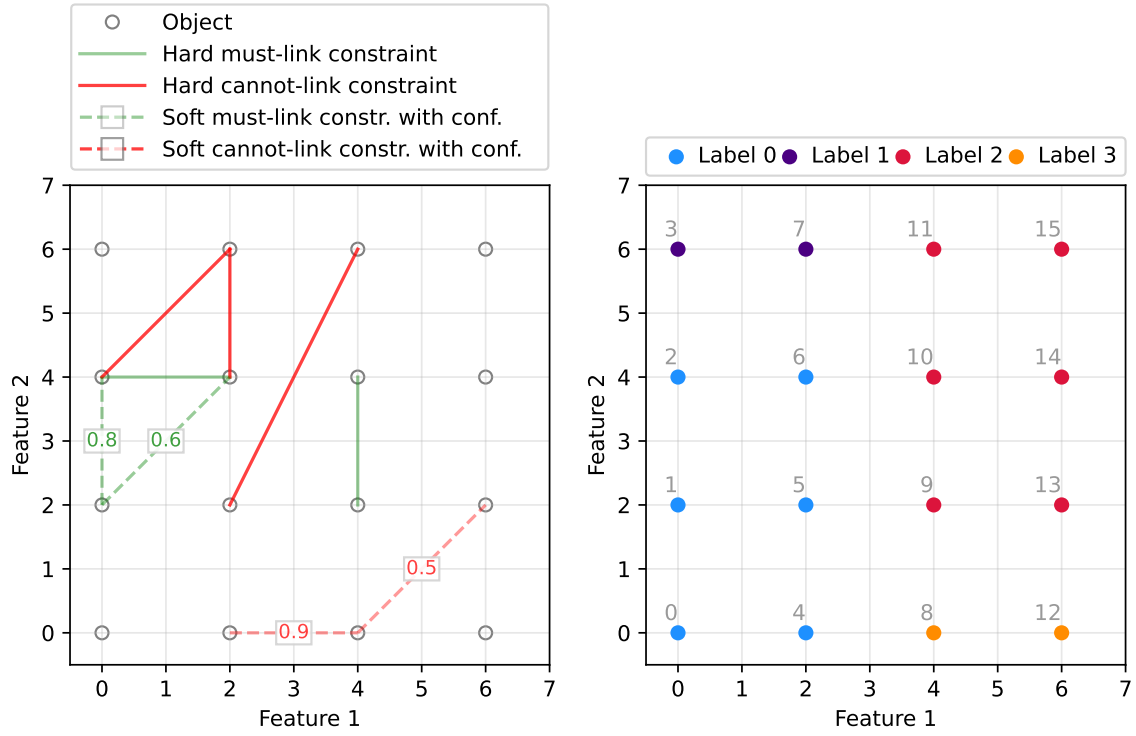 Object
Hard must-link constraint
Hard cannot-link constraint
Soft must-link constr. with conf.
Soft cannot-link constr. with conf.
7
6
5
4
3
2
1
0
Feature 2
0.8
0.6
0.5
0.9
0 1 2 3 4 5 6 7
Feature 1
Label 0 Label 1 Label 2 Label 3
7
6
5
4
3
2
1
0
Feature 2
3 7 11 15
2 6 10 14
1 5 9 13
0 4 8 12
0 1 2 3 4 5 6 7
Feature 1